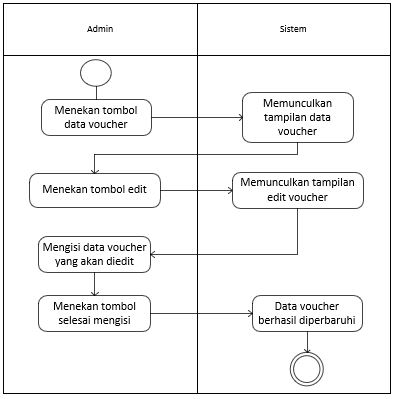 Admin
Sistem
Menekan tombol
data voucher
Memunculkan
tampilan data
voucher
Menekan tombol edit
Memunculkan tampilan
edit voucher
Mengisi data voucher
yang akan diedit
Menekan tombol
selesai mengisi
Data voucher
berhasil diperbaruhi